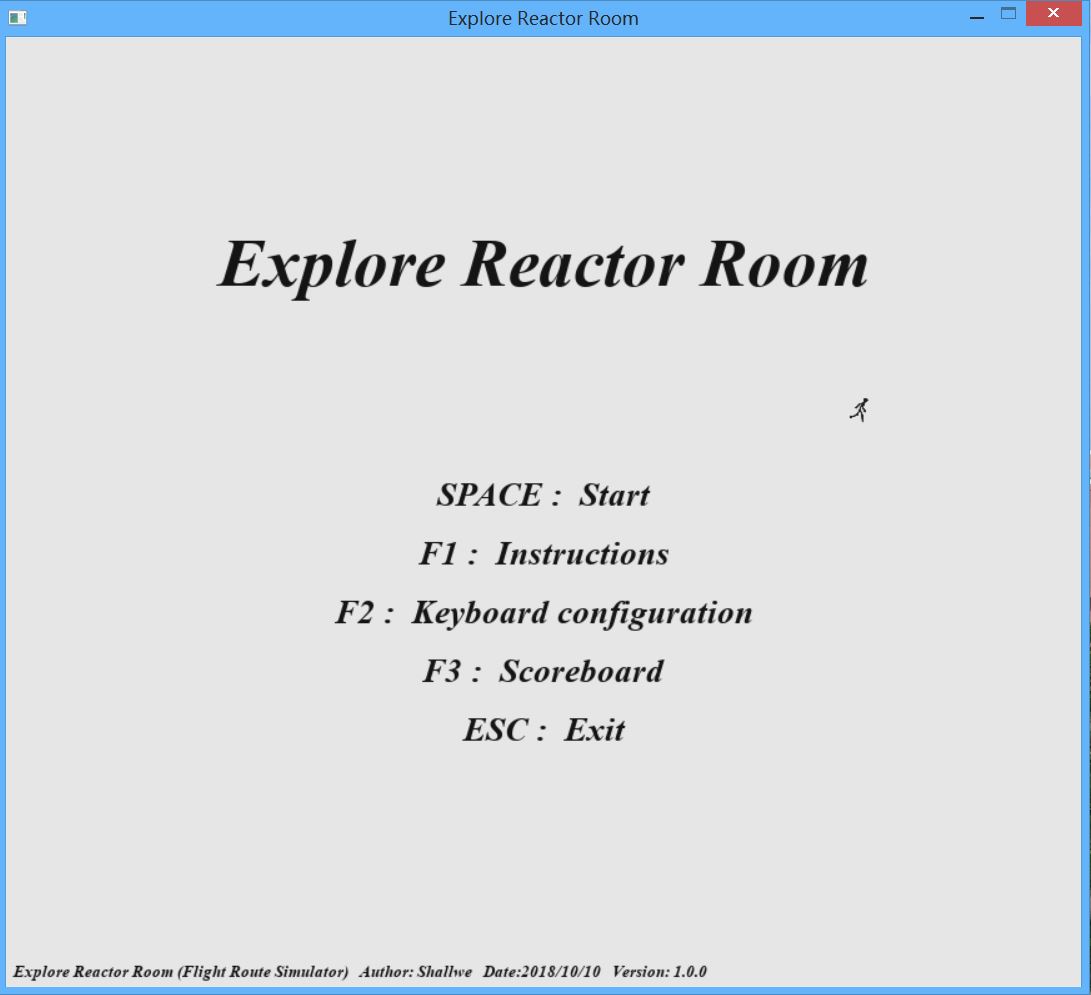 Explore Reactor Room
Explore Reactor Room
SPACE :  Start
F1 :  Instructions
F2 :  Keyboard configuration
F3 :  Scoreboard
ESC :  Exit
Explore Reactor Room (Flight Route Simulator)  Author: Shallwe  Date:2018/10/10  Version: 1.0.0